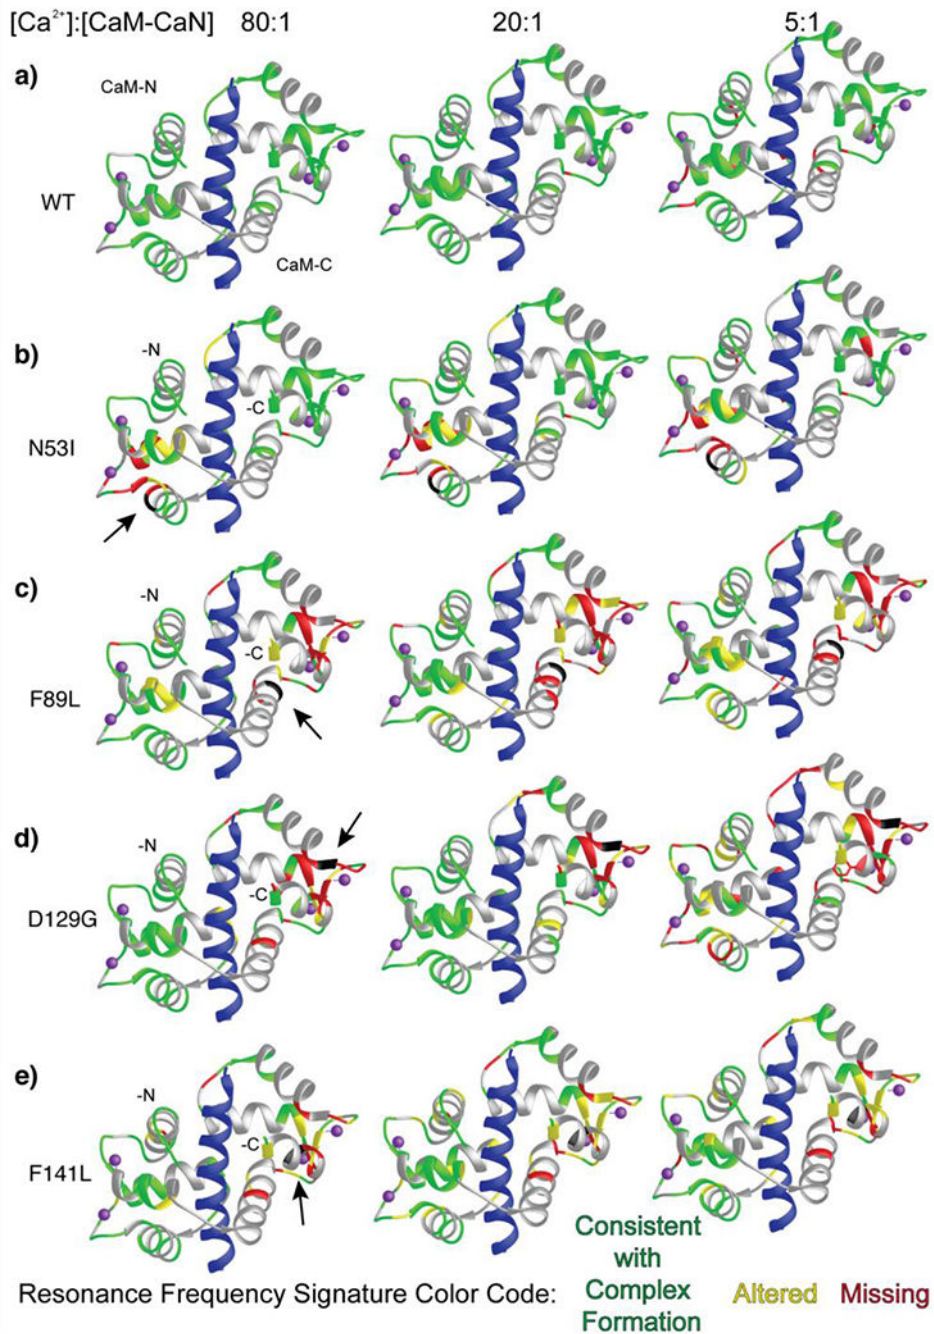 [Ca²⁺]:[CaM-CaN] 80:1 20:1 5:1
a)
CaM-N
WT
CaM-C
b)
-N
-C
N53I
c)
-N
-C
F89L
d)
-N
-C
D129G
e)
-N
-C
F141L
Consistent
with
Complex
Formation
Resonance Frequency Signature Color Code: Altered Missing